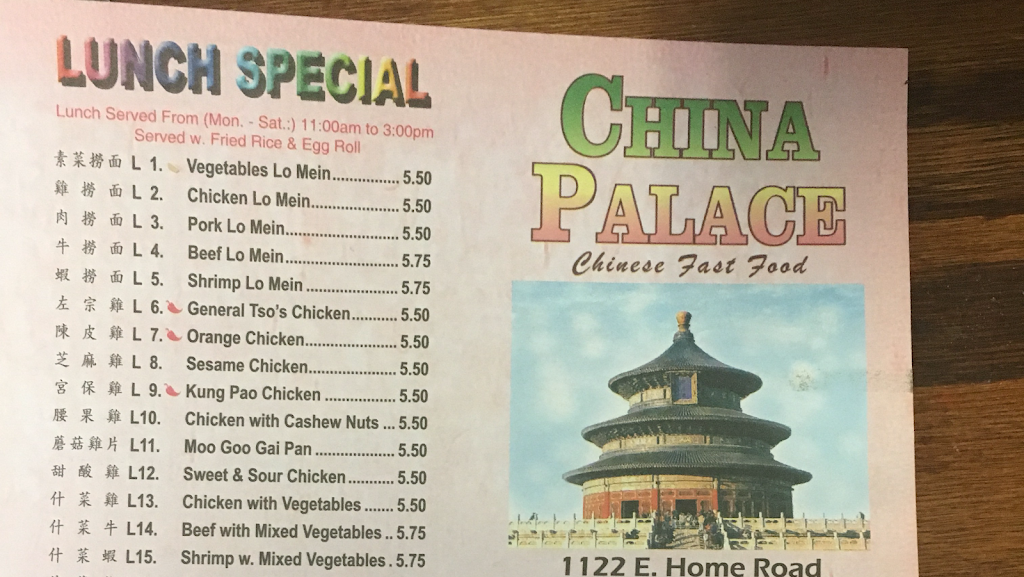 LUNCH SPECIAL
Lunch Served From (Mon. - Sat.:) 11:00am to 3:00pm
Served w. Fried Rice & Egg Roll
素菜撈面 L 1. Vegetables Lo Mein................ 5.50
雞撈面 L 2. Chicken Lo Mein..................... 5.50
肉撈面 L 3. Pork Lo Mein........................... 5.50
牛撈面 L 4. Beef Lo Mein........................... 5.75
蝦撈面 L 5. Shrimp Lo Mein ...................... 5.75
左宗雞 L 6. General Tso's Chicken........... 5.50
陳皮雞 L 7. Orange Chicken...................... 5.50
芝麻雞 L 8. Sesame Chicken..................... 5.50
宮保雞 L 9. Kung Pao Chicken .................. 5.50
腰果雞 L10. Chicken with Cashew Nuts ... 5.50
蘑菇雞片 L11. Moo Goo Gai Pan .................... 5.50
甜酸雞 L12. Sweet & Sour Chicken........... 5.50
什菜雞 L13. Chicken with Vegetables ....... 5.50
什菜牛 L14. Beef with Mixed Vegetables .. 5.75
什菜蝦 L15. Shrimp w. Mixed Vegetables . 5.75
CHINA
PALACE
Chinese Fast Food
1122 E. Home Road